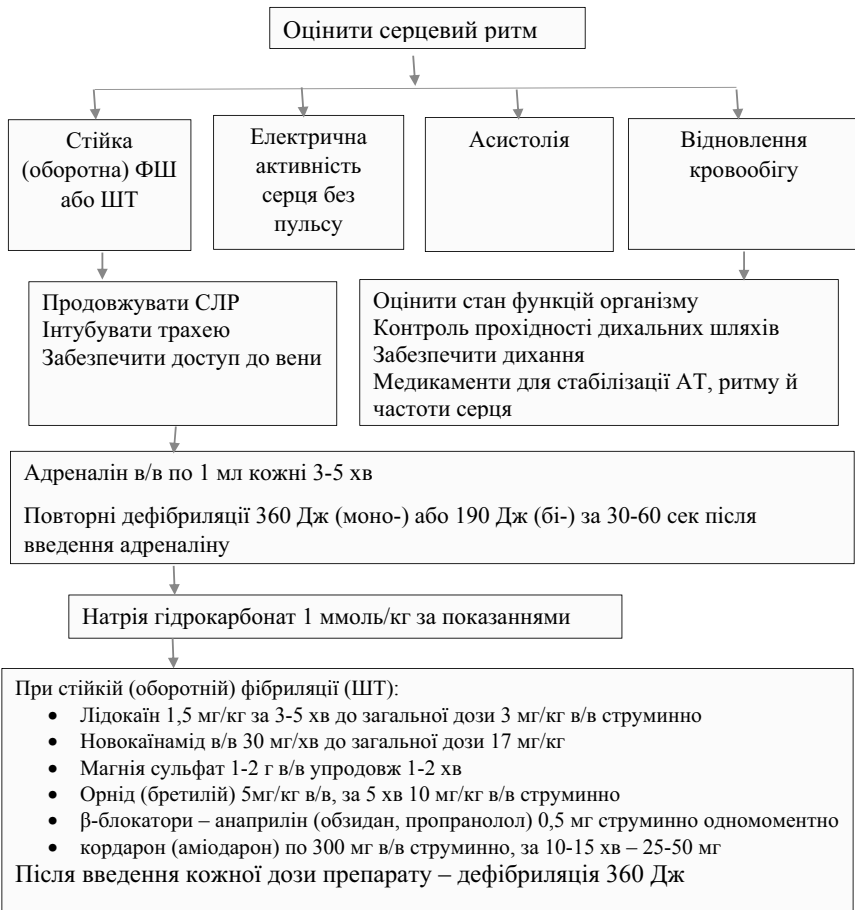 Оцінити серцевий ритм
Стійка
(оборотна) ФШ
або ШТ
Електрична
активність
серця без
пульсу
Асистолія
Відновлення
кровообігу
Продовжувати СЛР
Інтубувати трахею
Забезпечити доступ до вени
Оцінити стан функцій організму
Контроль прохідності дихальних шляхів
Забезпечити дихання
Медикаменти для стабілізації АТ, ритму й
частоти серця
Адреналін в/в по 1 мл кожні 3-5 хв
Повторні дефібриляції 360 Дж (моно-) або 190 Дж (бі-) за 30-60 сек після
введення адреналіну
Натрія гідрокарбонат 1 ммоль/кг за показаннями
При стійкій (оборотній) фібриляції (ШТ):
• Лідокаїн 1,5 мг/кг за 3-5 хв до загальної дози 3 мг/кг в/в струминно
• Новокаїнамід в/в 30 мг/хв до загальної дози 17 мг/кг
• Магнія сульфат 1-2 г в/в упродовж 1-2 хв
• Орнід (бретилій) 5мг/кг в/в, за 5 хв 10 мг/кг в/в струминно
• β-блокатори – анаприлін (обзидан, пропранолол) 0,5 мг струминно одномоментно
• кордарон (аміодарон) по 300 мг в/в струминно, за 10-15 хв – 25-50 мг
Після введення кожної дози препарату – дефібриляція 360 Дж